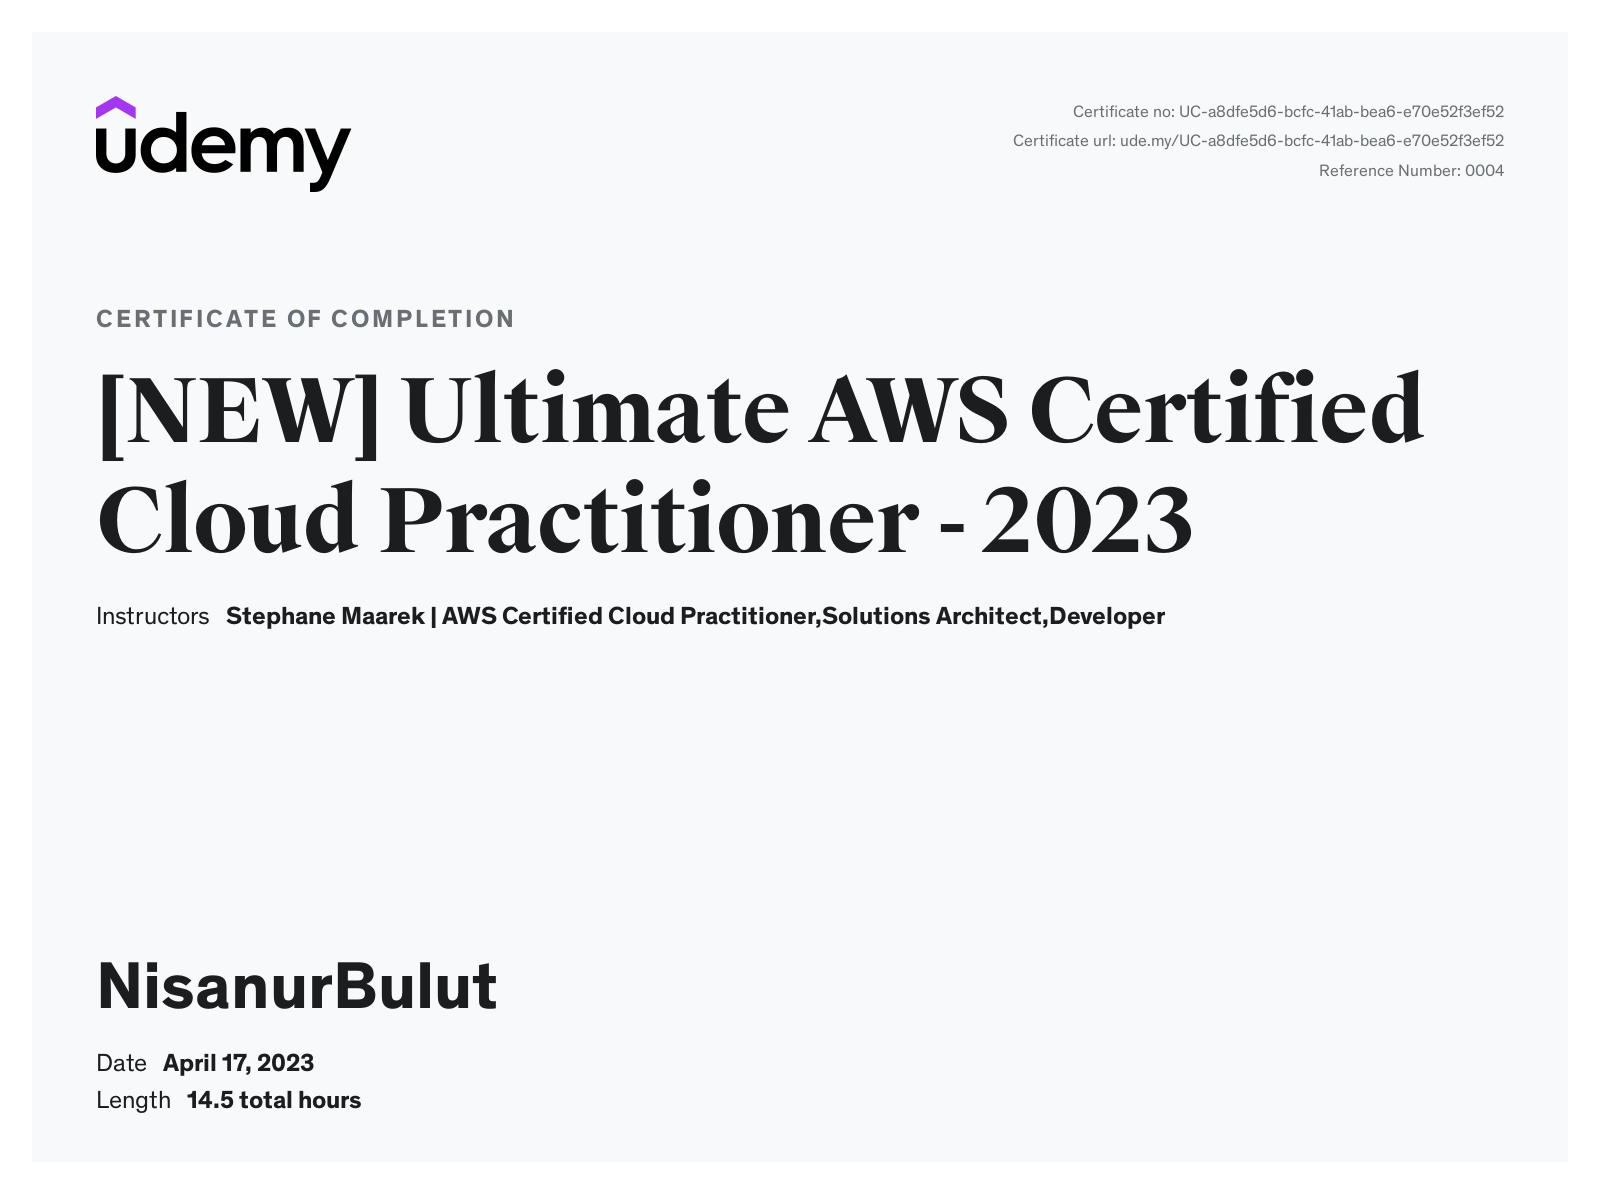 udemy
Certificate no: UC-a8dfe5d6-bcfc-41ab-bea6-e70e52f3ef52
Certificate url: ude.my/UC-a8dfe5d6-bcfc-41ab-bea6-e70e52f3ef52
Reference Number: 0004
CERTIFICATE OF COMPLETION
[NEW] Ultimate AWS Certified
Cloud Practitioner - 2023
Instructors Stephane Maarek | AWS Certified Cloud Practitioner,Solutions Architect,Developer
NisanurBulut
Date April 17, 2023
Length 14.5 total hours